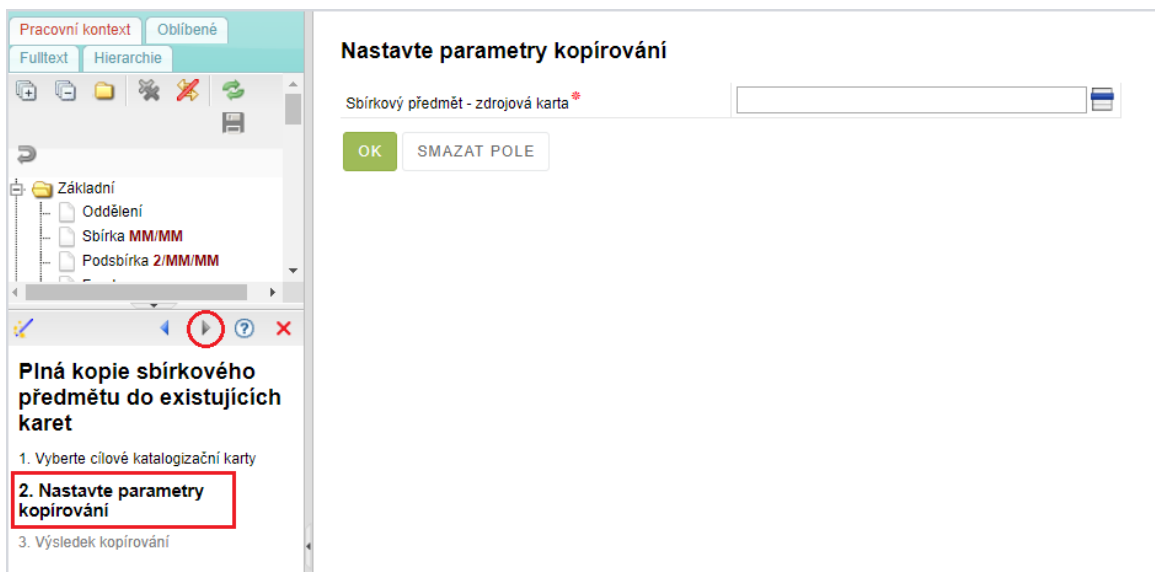 Pracovní kontext
Oblíbené
Fulltext
Hierarchie
Základní
Oddělení
Sbírka MM/MM
Podsbírka 2/MM/MM
Plná kopie sbírkového
předmětu do existujících
karet
1. Vyberte cílové katalogizační karty
2. Nastavte parametry
kopírování
3. Výsledek kopírování
Nastavte parametry kopírování
Sbírkový předmět - zdrojová karta*
OK
SMAZAT POLE